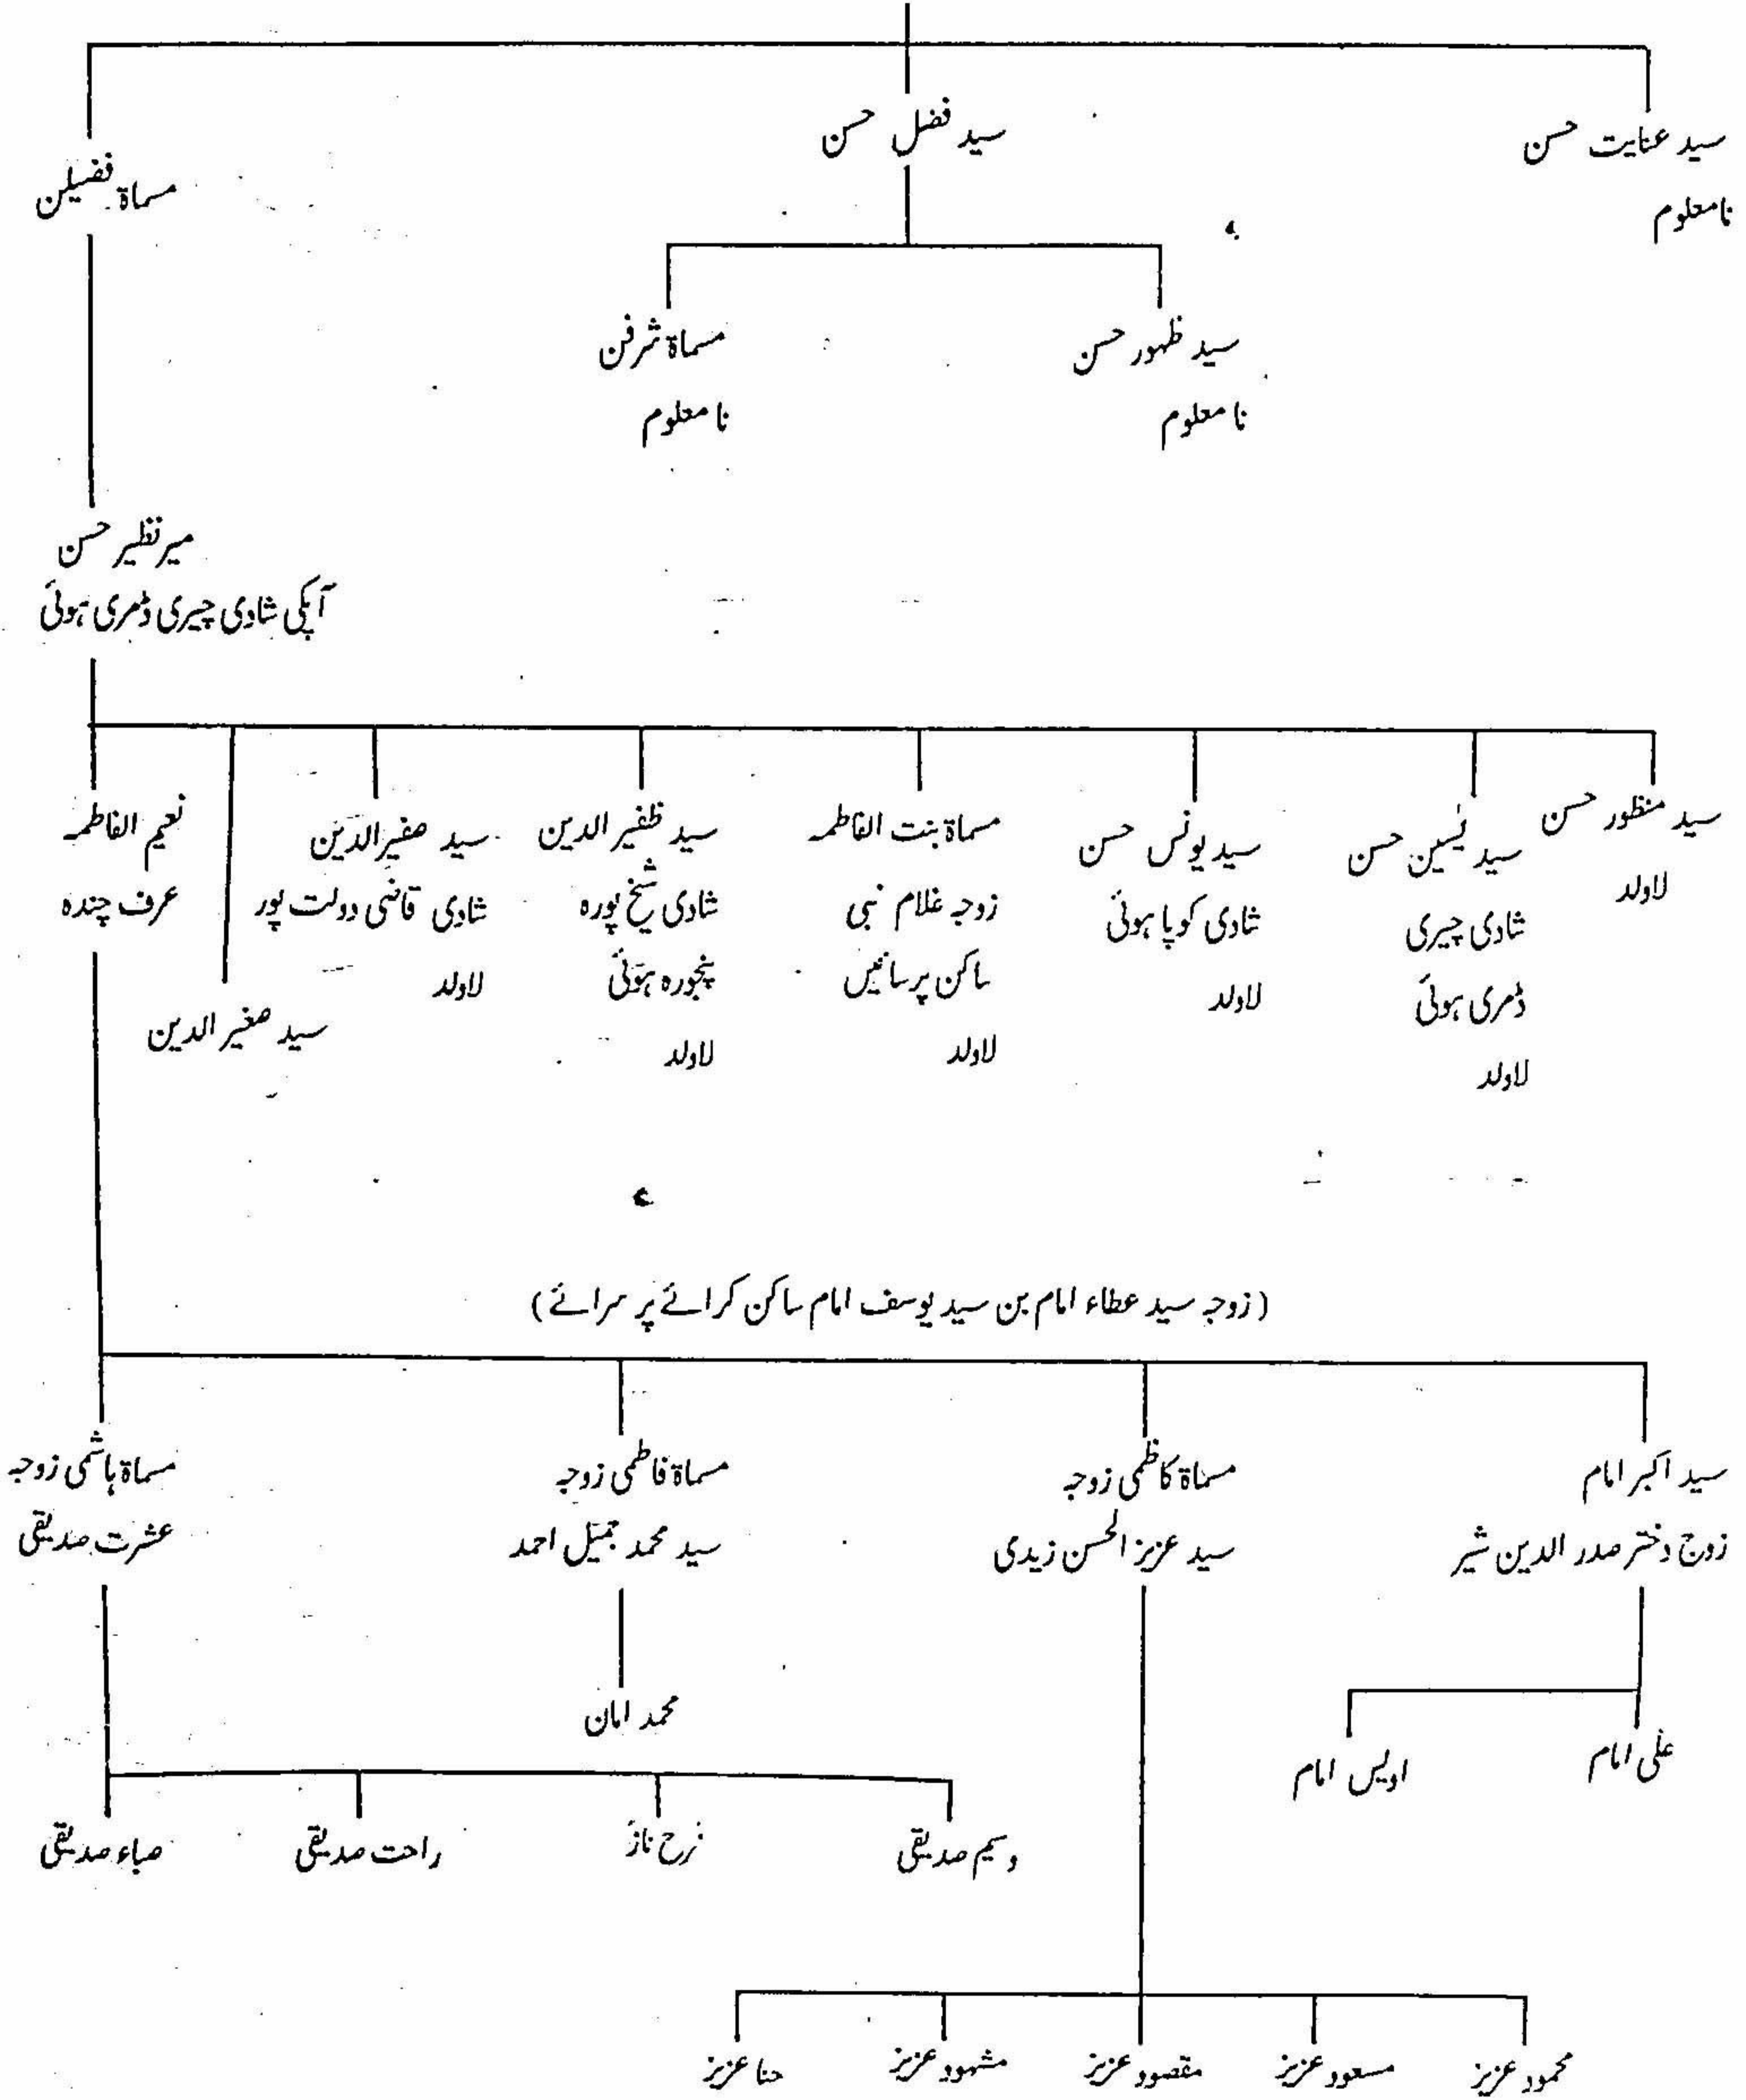 سید عنایت حسن
نامعلوم
سید فضل حسن
مسماۃ فضیلن
سید ظہور حسن
نا معلوم
مسماۃ شرفن
نا معلوم
میر نظیر حسن
آپکی شادی چیری ڈمری ہوئی
سید منظور حسن
لاولد
سید یٰسین حسن
شادی چیری
ڈمری ہوئی
لاولد
سید یونس حسن
شادی کوپا ہوئی
لاولد
مسماۃ بنت الفاطمہ
زوجہ غلام نبی
ساکن پرسائیں
لاولد
سید ظفیر الدین
شادی شیخ پورہ
پنجورہ ہوئی
لاولد
سید صفیر الدین
شادی قاضی دولت پور
لاولد
سید صغیر الدین
نعیم الفاطمہ
عرف چندہ
(زوجہ سید عطاء امام بن سید یوسف امام ساکن کرائے پر سرائے)
سید اکبر امام
زوج دختر صدر الدین شیر
مسماۃ کاظمی زوجہ
سید عزیز الحسن زیدی
مسماۃ فاطمی زوجہ
سید محمد جمیل احمد
مسماۃ ہاشمی زوجہ
عشرت صدیقی
علی امام
اویس امام
محمد امان
وسیم صدیقی
فرح ناز
راحت صدیقی
صباء صدیقی
محمود عزیز
مسعود عزیز
مقصود عزیز
مشہود عزیز
حنا عزیز